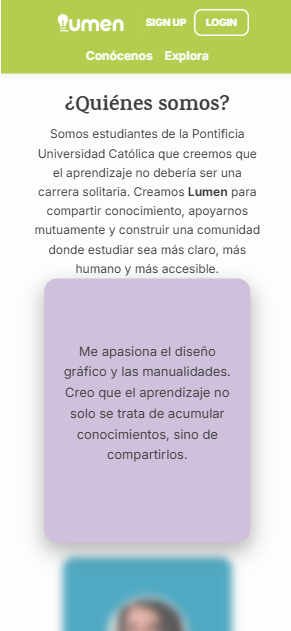 Lumen SIGN UP LOGIN
Conócenos Explora
¿Quiénes somos?
Somos estudiantes de la Pontificia
Universidad Católica que creemos que
el aprendizaje no debería ser una
carrera solitaria. Creamos Lumen para
compartir conocimiento, apoyarnos
mutuamente y construir una comunidad
donde estudiar sea más claro, más
humano y más accesible.
Me apasiona el diseño
gráfico y las manualidades.
Creo que el aprendizaje no
solo se trata de acumular
conocimientos, sino de
compartirlos.